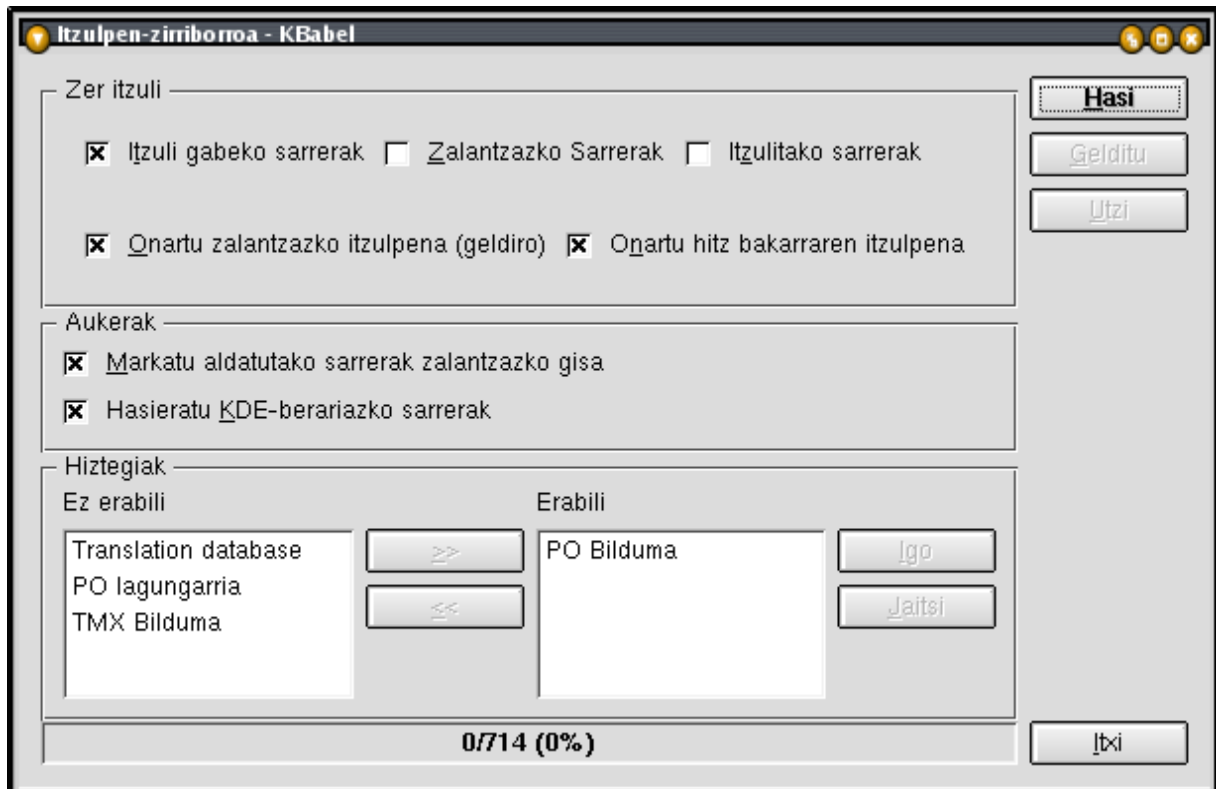 Itzulpen-zirriborroa - KBabel
Zer itzuli
Hasi
Itzuli gabeko sarrerak Zalantzazko Sarrerak Itzulitako sarrerak
Gelditu
Utzi
Onartu zalantzazko itzulpena (geldiro) Onartu hitz bakarraren itzulpena
Aukerak
Markatu aldatutako sarrerak zalantzazko gisa
Hasieratu KDE-berariazko sarrerak
Hiztegiak
Ez erabili Erabili
Translation database >> PO Bilduma Igo
PO lagungarria
TMX Bilduma << Jaitsi
0/714 (0%) Itxi